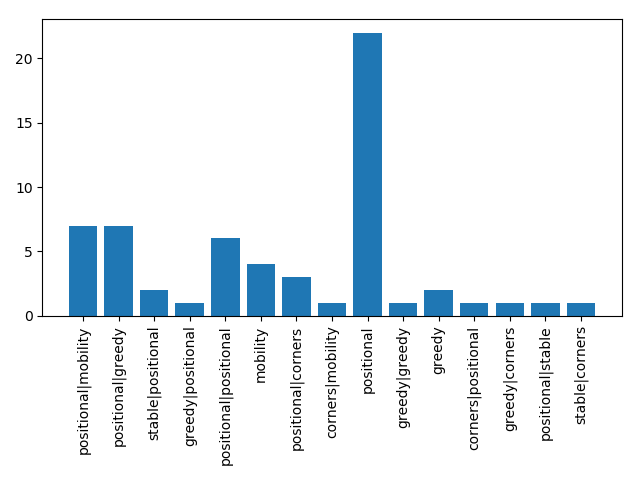 20
15
10
5
0
positional|mobility
positional|greedy
stable|positional
greedy|positional
positional|positional
mobility
positional|corners
corners|mobility
positional
greedy|greedy
greedy
corners|positional
greedy|corners
positional|stable
stable|corners